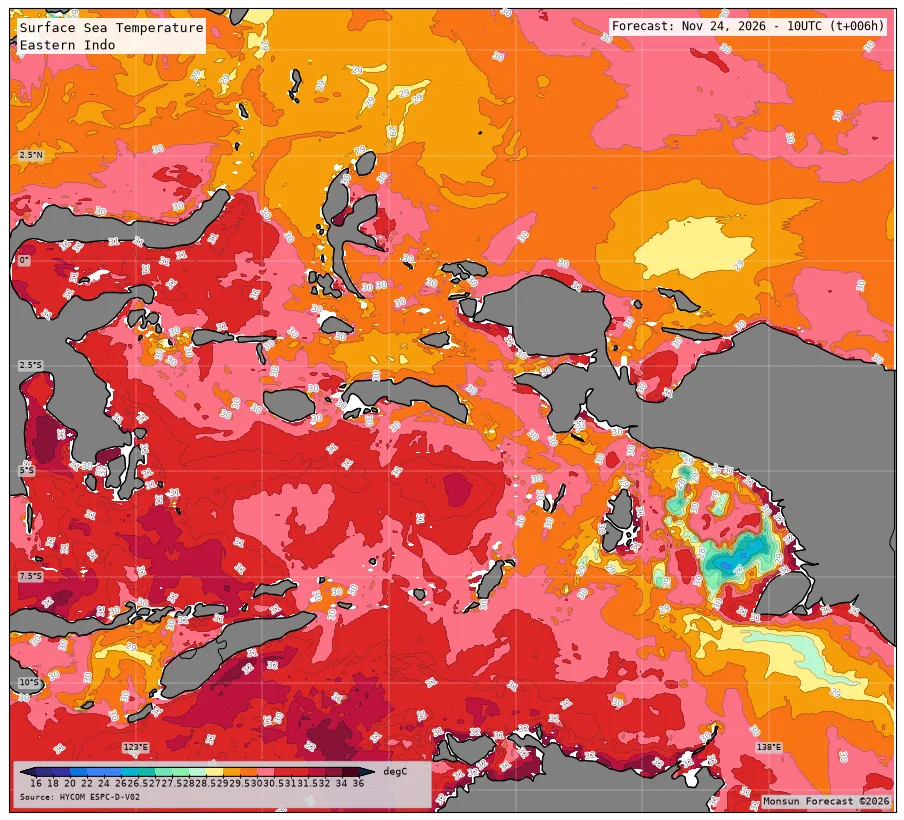 Surface Sea Temperature
Eastern Indo
Forecast: Nov 24, 2026 - 10UTC (t+006h)
2.5°N
0°
2.5°S
5°S
7.5°S
10°S
123°E
138°E
degC
16 18 20 22 24 26 26.5 27 27.5 28 28.5 29 29.5 30 30.5 31 31.5 32 34 36
Source: HYCOM ESPC-D-V02
Monsun Forecast ©2026